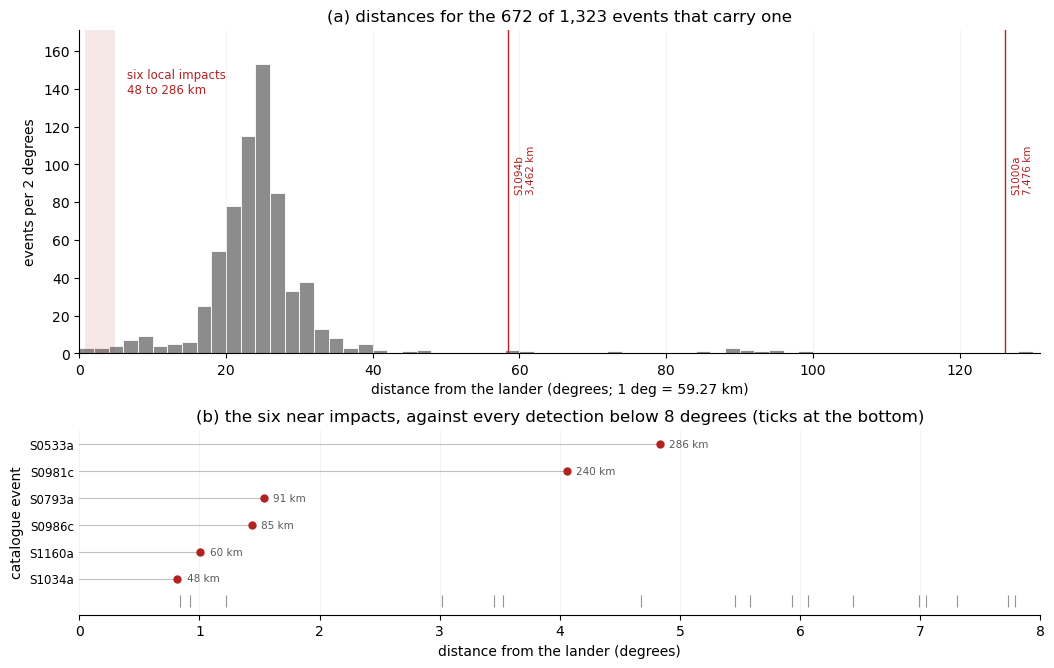 (a) distances for the 672 of 1,323 events that carry one
160
140
120
100
80
60
40
20
0
events per 2 degrees
six local impacts
48 to 286 km
S1094b
3,462 km
S1000a
7,476 km
0 20 40 60 80 100 120
distance from the lander (degrees; 1 deg = 59.27 km)
(b) the six near impacts, against every detection below 8 degrees (ticks at the bottom)
catalogue event
S0533a 286 km
S0981c 240 km
S0793a 91 km
S0986c 85 km
S1160a 60 km
S1034a 48 km
0 1 2 3 4 5 6 7 8
distance from the lander (degrees)